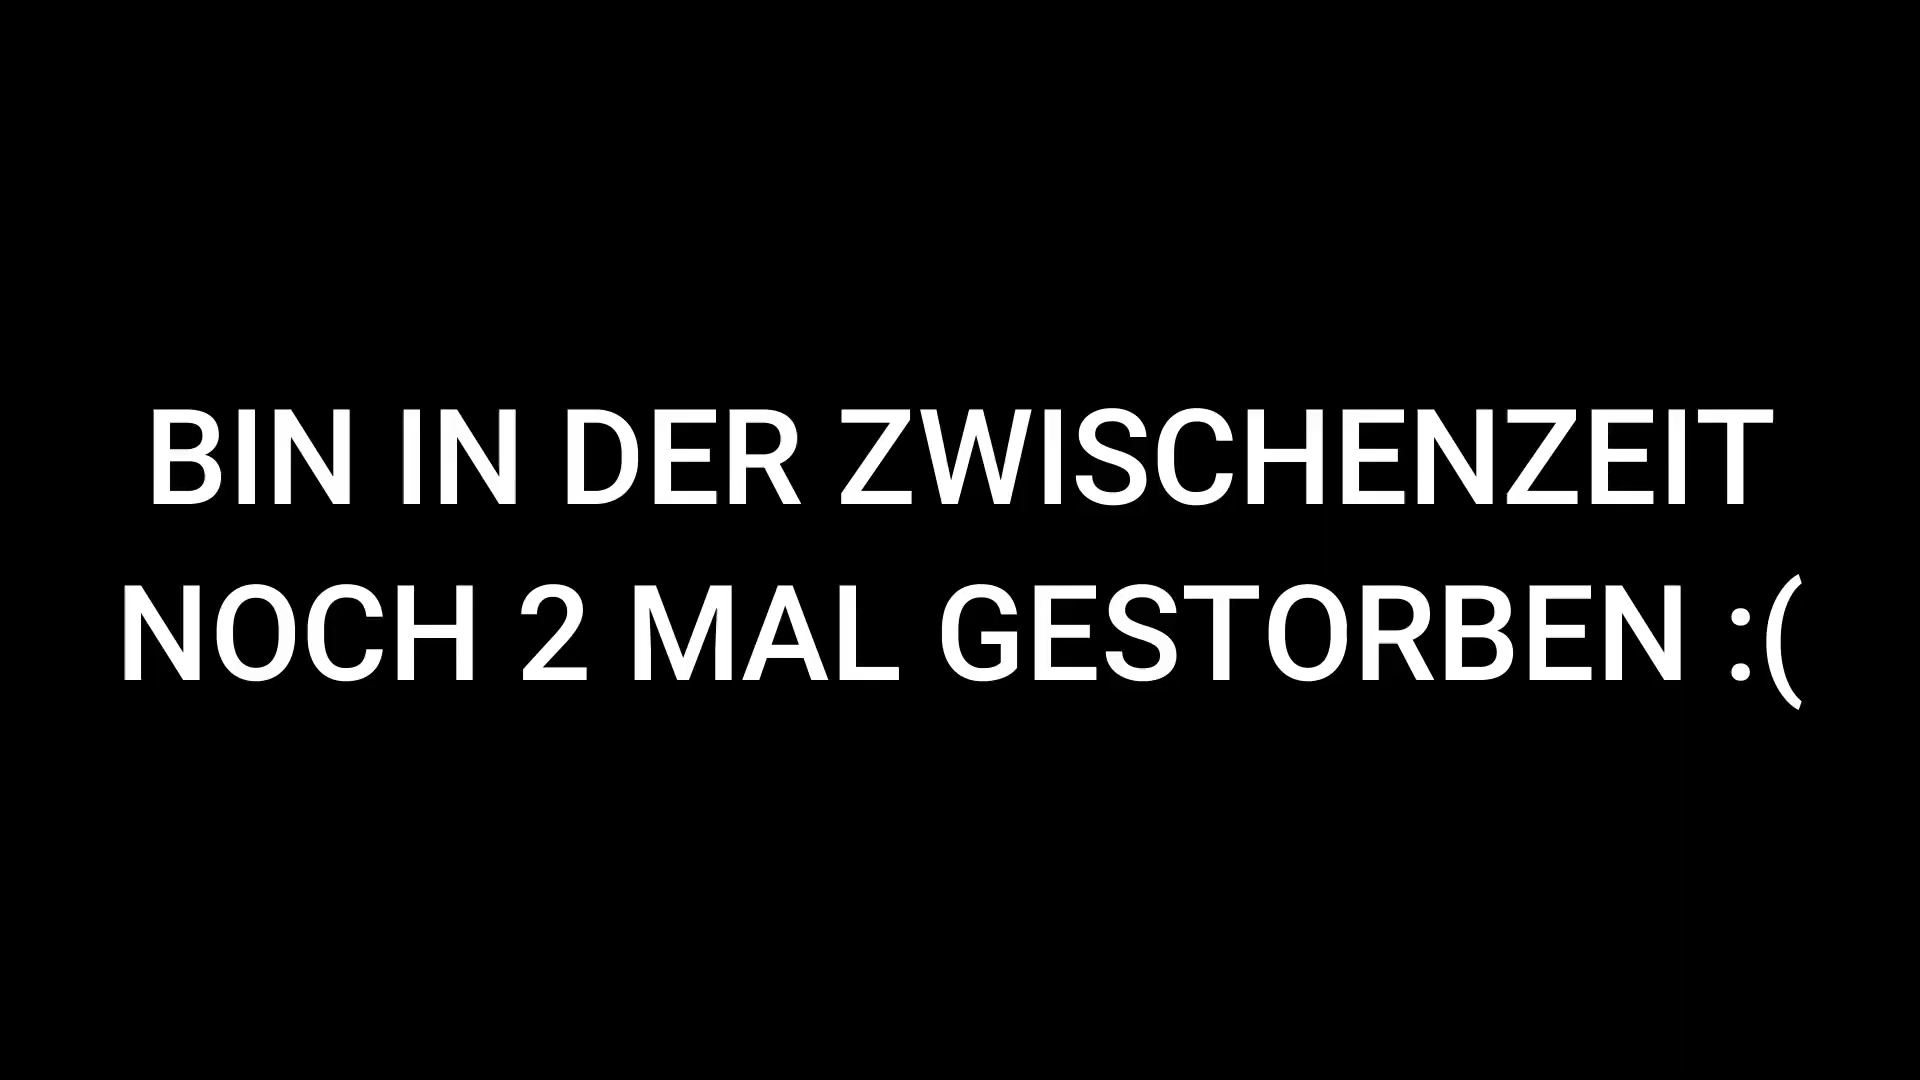 BIN IN DER ZWISCHENZEIT
NOCH 2 MAL GESTORBEN :(